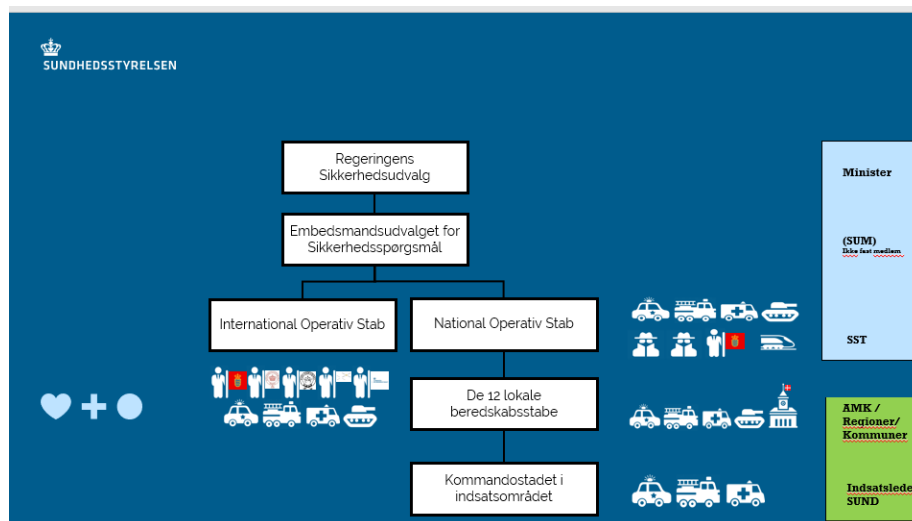 SUNDHEDSSTYRELSEN
Regeringens
Sikkerhedsudvalg
Embedsmandsudvalget for
Sikkerhedsspørgsmål
International Operativ Stab
National Operativ Stab
De 12 lokale
beredskabsstabe
Kommandostadet i
indsatsområdet
Minister
(SUM)
Ikke fast medlem
SST
AMK /
Regioner/
Kommuner
Indsatslede
SUND